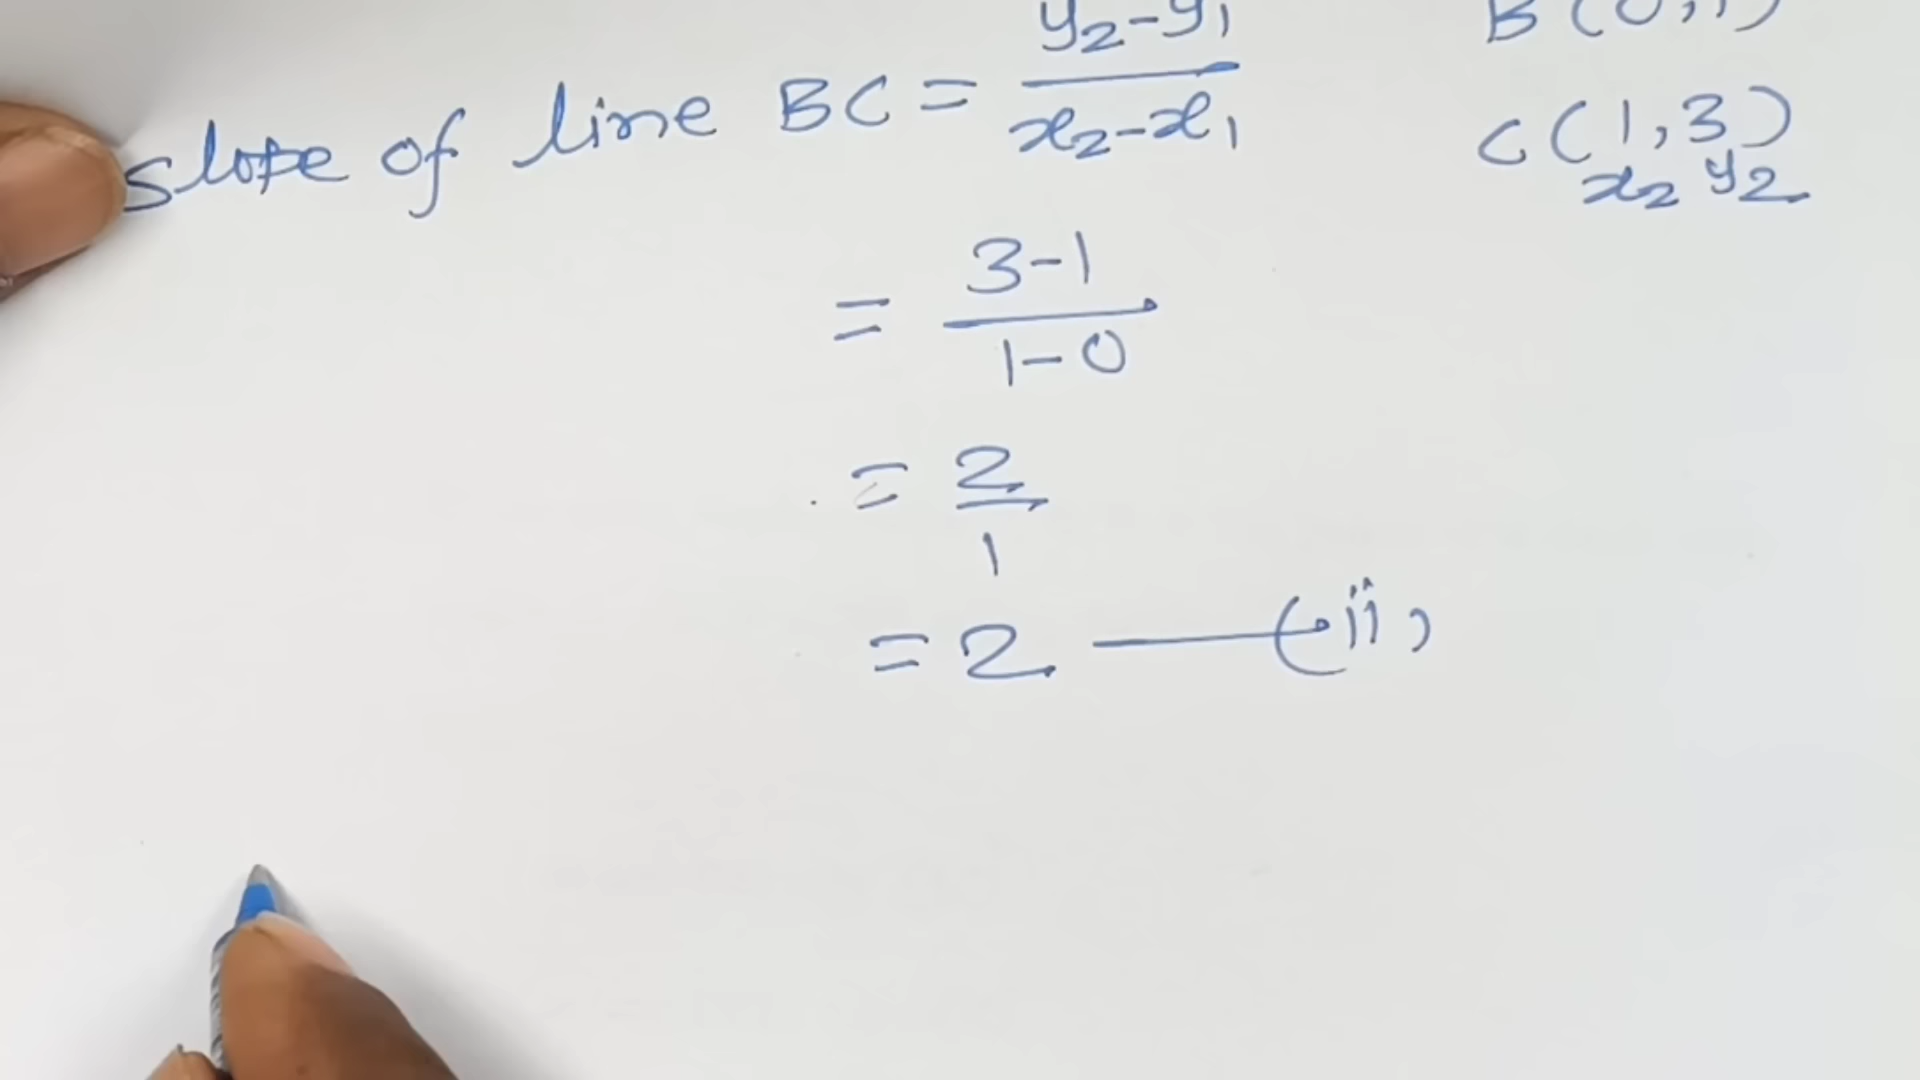 slope of line BC = y₂-y₁ / x₂-x₁
B(0,1)
C(1,3)
x₂ y₂
= 3-1 / 1-0
= 2/1
= 2 —(ii)